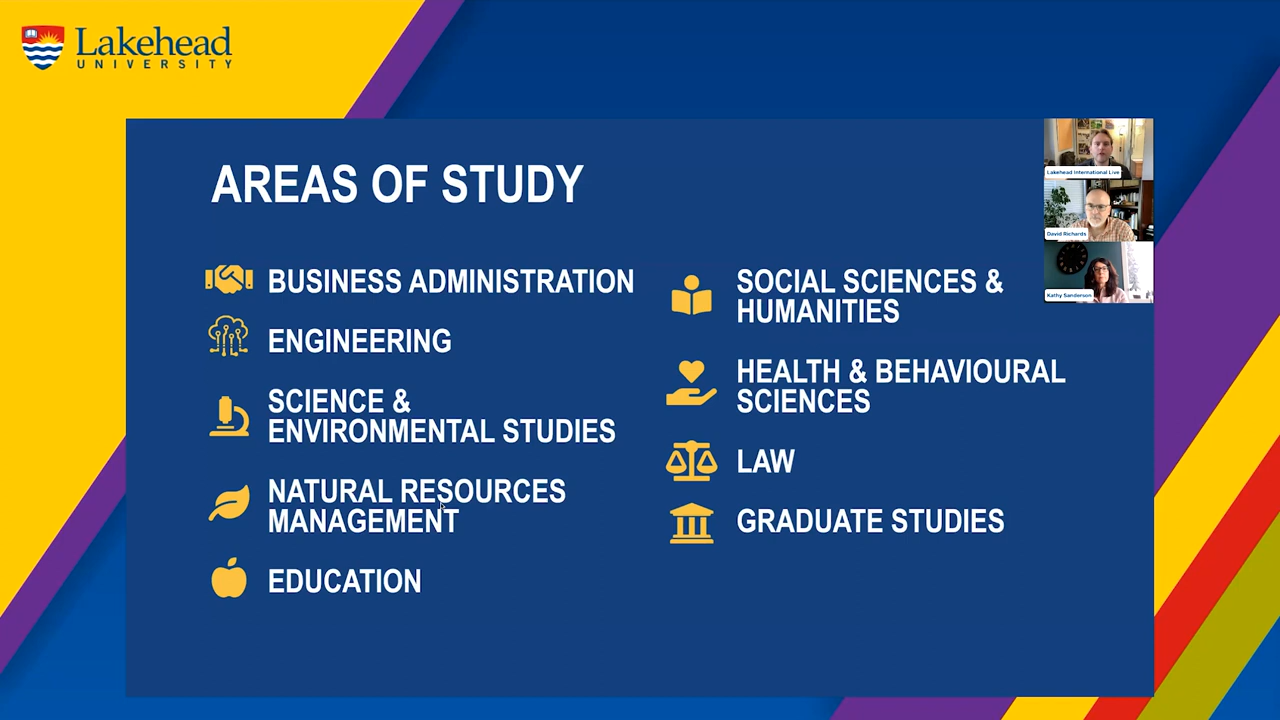 Lakehead
UNIVERSITY
AREAS OF STUDY
BUSINESS ADMINISTRATION
ENGINEERING
SCIENCE &
ENVIRONMENTAL STUDIES
NATURAL RESOURCES
MANAGEMENT
EDUCATION
SOCIAL SCIENCES &
HUMANITIES
HEALTH & BEHAVIOURAL
SCIENCES
LAW
GRADUATE STUDIES
Lakehead International Live
David Richards
Kathy Sanderson